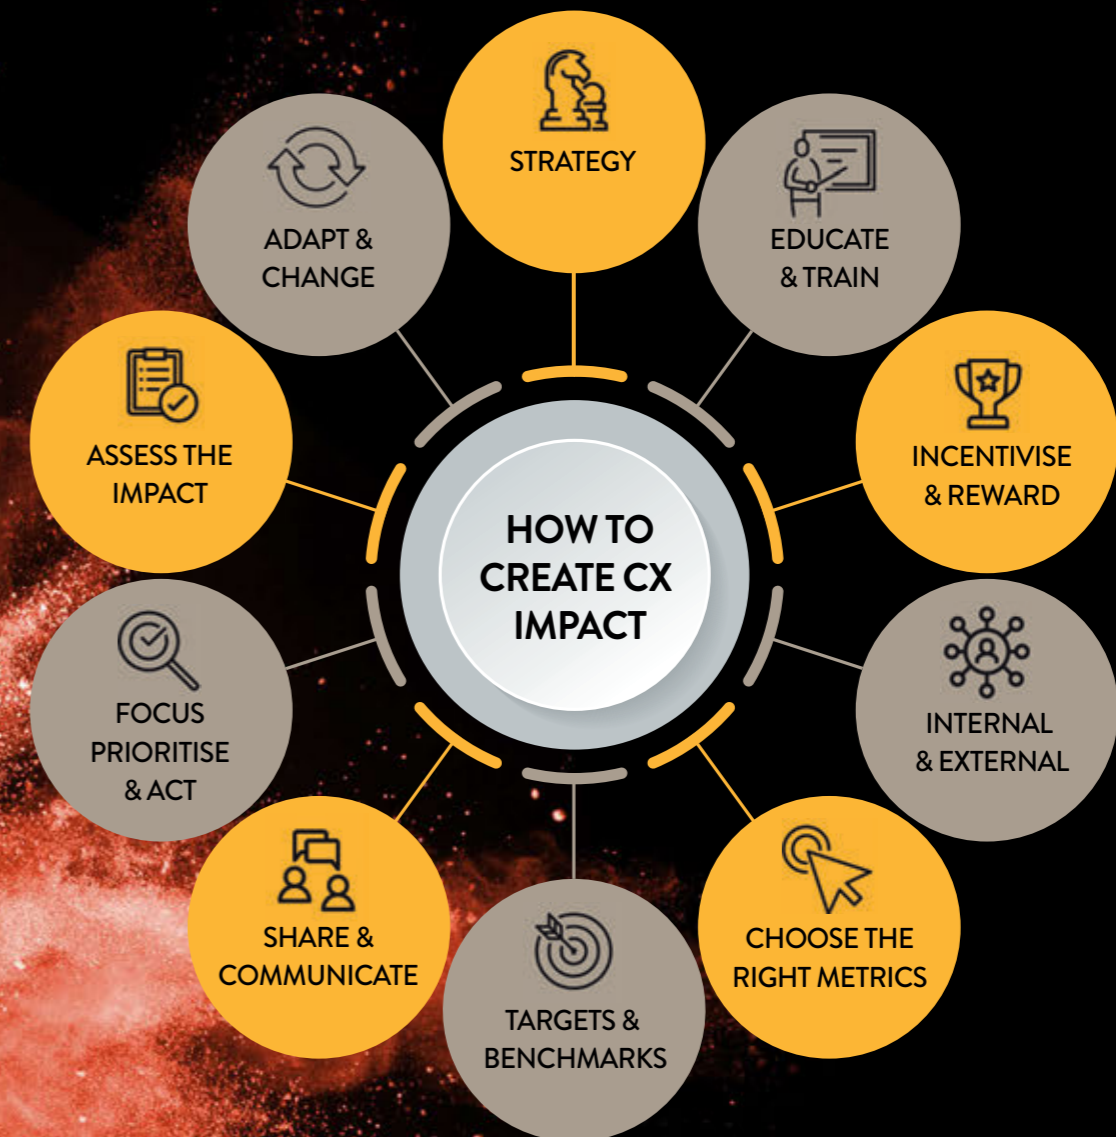 STRATEGY
EDUCATE
& TRAIN
INCENTIVISE
& REWARD
INTERNAL
& EXTERNAL
CHOOSE THE
RIGHT METRICS
TARGETS &
BENCHMARKS
SHARE &
COMMUNICATE
FOCUS
PRIORITISE
& ACT
ASSESS THE
IMPACT
ADAPT &
CHANGE
HOW TO
CREATE CX
IMPACT